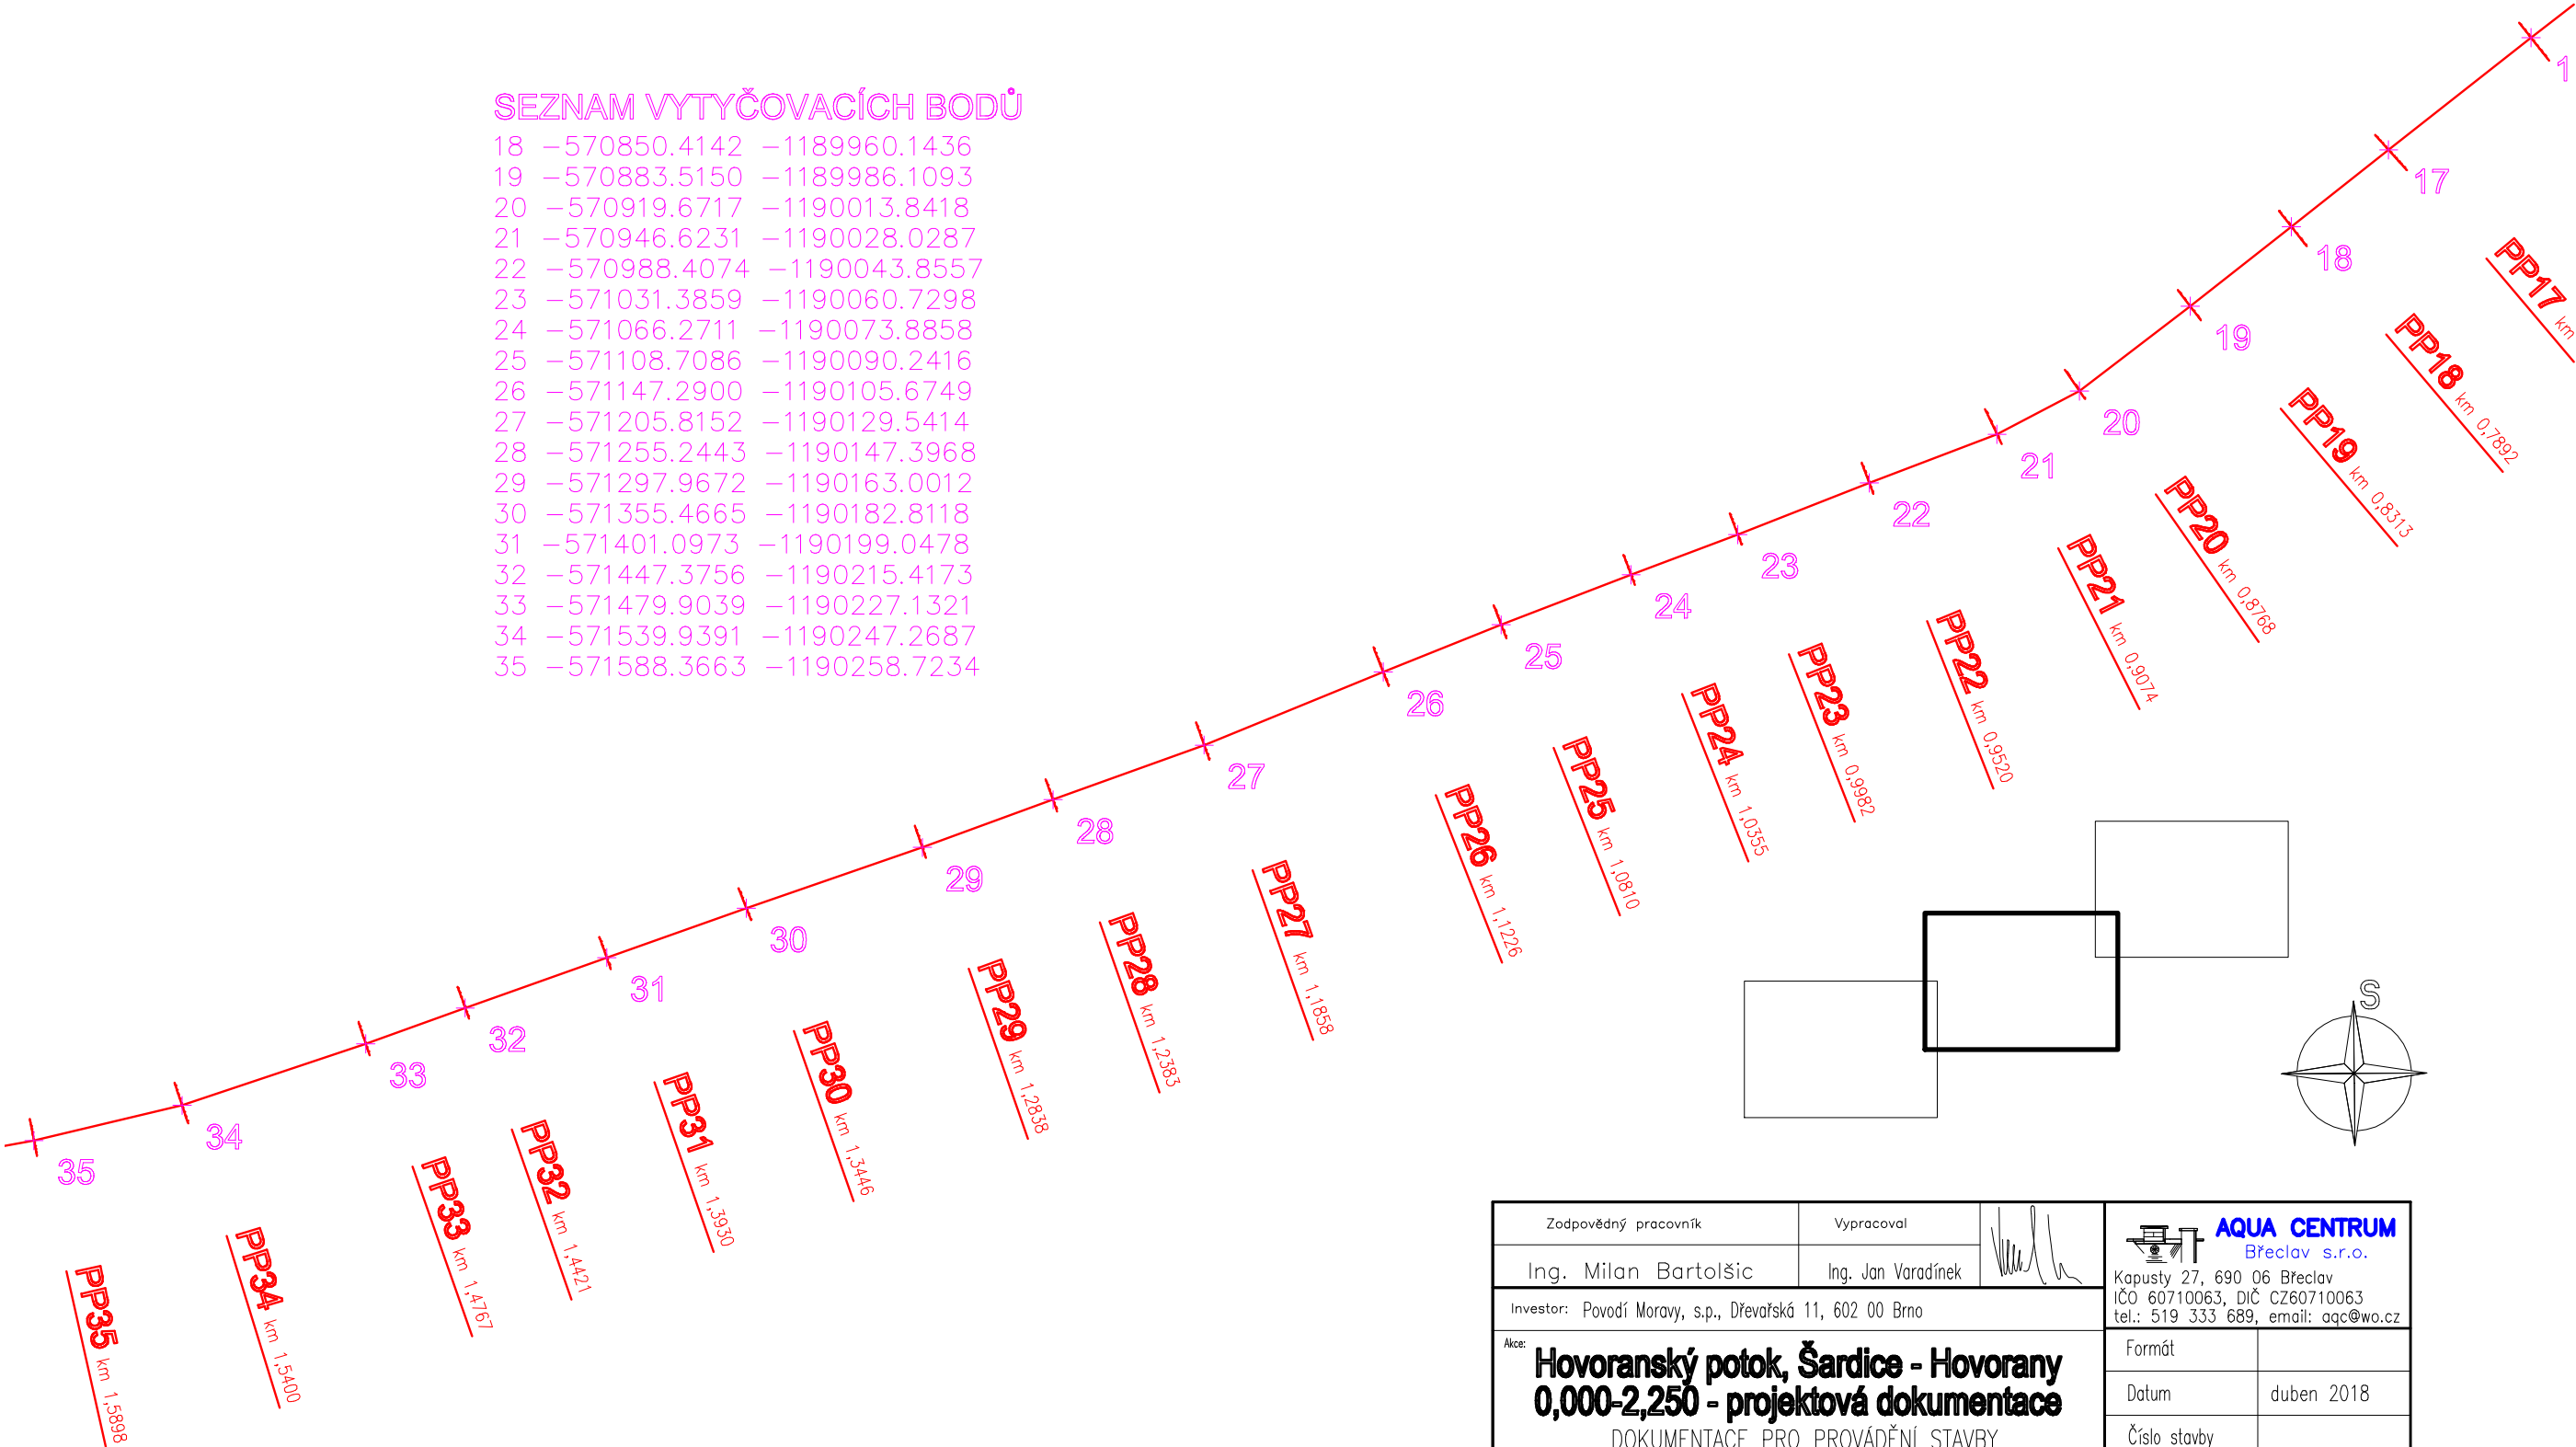 SEZNAM VYTYČOVACÍCH BODŮ
18 -570850.4142 -1189960.1436
19 -570883.5150 -1189986.1093
20 -570919.6717 -1190013.8418
21 -570946.6231 -1190028.0287
22 -570988.4074 -1190043.8557
23 -571031.3859 -1190060.7298
24 -571066.2711 -1190073.8858
25 -571108.7086 -1190090.2416
26 -571147.2900 -1190105.6749
27 -571205.8152 -1190129.5414
28 -571255.2443 -1190147.3968
29 -571297.9672 -1190163.0012
30 -571355.4665 -1190182.8118
31 -571401.0973 -1190199.0478
32 -571447.3756 -1190215.4173
33 -571479.9039 -1190227.1321
34 -571539.9391 -1190247.2687
35 -571588.3663 -1190258.7234
1
17
18
19
20
21
22
23
24
25
26
27
28
29
30
31
32
33
34
35
PP17 km
PP18 km 0,7892
PP19 km 0,8313
PP20 km 0,8768
PP21 km 0,9074
PP22 km 0,9520
PP23 km 0,9982
PP24 km 1,0355
PP25 km 1,0810
PP26 km 1,1226
PP27 km 1,1858
PP28 km 1,2383
PP29 km 1,2838
PP30 km 1,3446
PP31 km 1,3930
PP32 km 1,4421
PP33 km 1,4767
PP34 km 1,5400
PP35 km 1,5898
S
Zodpovědný pracovník
Vypracoval
Ing. Milan Bartolšic
Ing. Jan Varadínek
Investor: Povodí Moravy, s.p., Dřevařská 11, 602 00 Brno
Akce:
Hovoranský potok, Šardice - Hovorany
0,000-2,250 - projektová dokumentace
DOKUMENTACE PRO PROVÁDĚNÍ STAVBY
AQUA CENTRUM
Břeclav s.r.o.
Kapusty 27, 690 06 Břeclav
IČO 60710063, DIČ CZ60710063
tel.: 519 333 689, email: aqc@wo.cz
Formát
Datum duben 2018
Číslo stavby